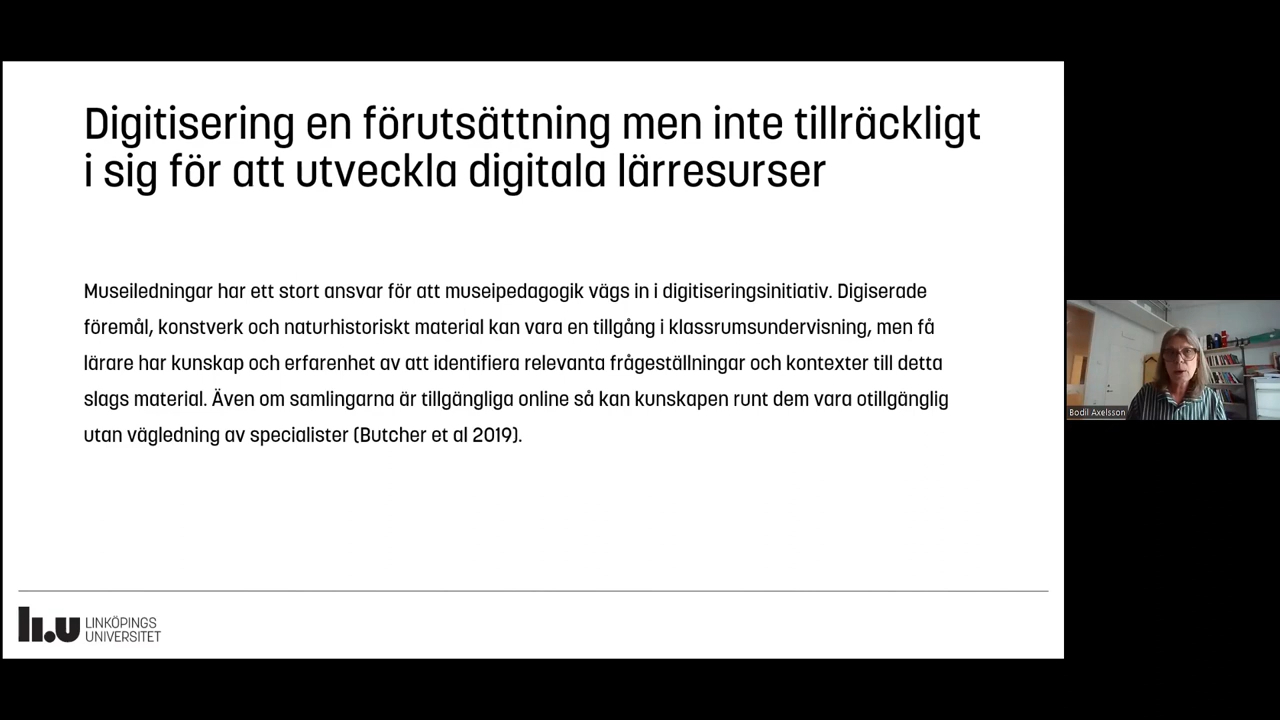 Digitisering en förutsättning men inte tillräckligt
i sig för att utveckla digitala lärresurser
Museiledningar har ett stort ansvar för att museipedagogik vägs in i digitiseringsinitiativ. Digiserade
föremål, konstverk och naturhistoriskt material kan vara en tillgång i klassrumsundervisning, men få
lärare har kunskap och erfarenhet av att identifiera relevanta frågeställningar och kontexter till detta
slags material. Även om samlingarna är tillgängliga online så kan kunskapen runt dem vara otillgänglig
utan vägledning av specialister (Butcher et al 2019).
Bodil Axelsson
li.u LINKÖPINGS
UNIVERSITET